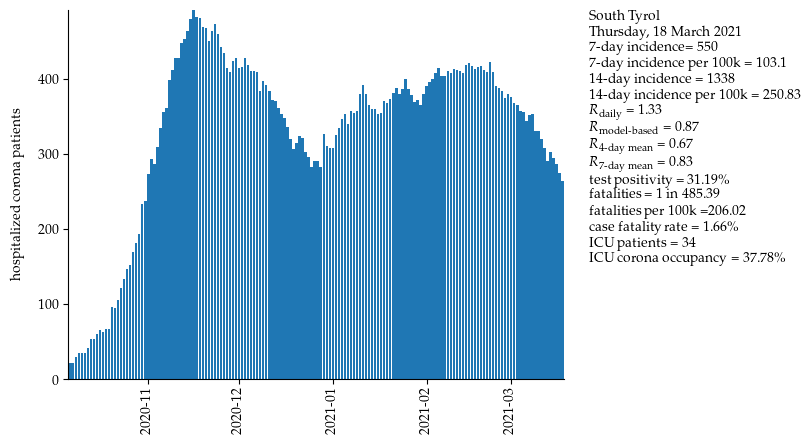 South Tyrol
Thursday, 18 March 2021
7-day incidence= 550
7-day incidence per 100k = 103.1
14-day incidence = 1338
14-day incidence per 100k = 250.83
R_daily = 1.33
R_model-based = 0.87
R_4-day mean = 0.67
R_7-day mean = 0.83
test positivity = 31.19%
fatalities = 1 in 485.39
fatalities per 100k =206.02
case fatality rate = 1.66%
ICU patients = 34
ICU corona occupancy = 37.78%
hospitalized corona patients
400
300
200
100
0
2020-11
2020-12
2021-01
2021-02
2021-03